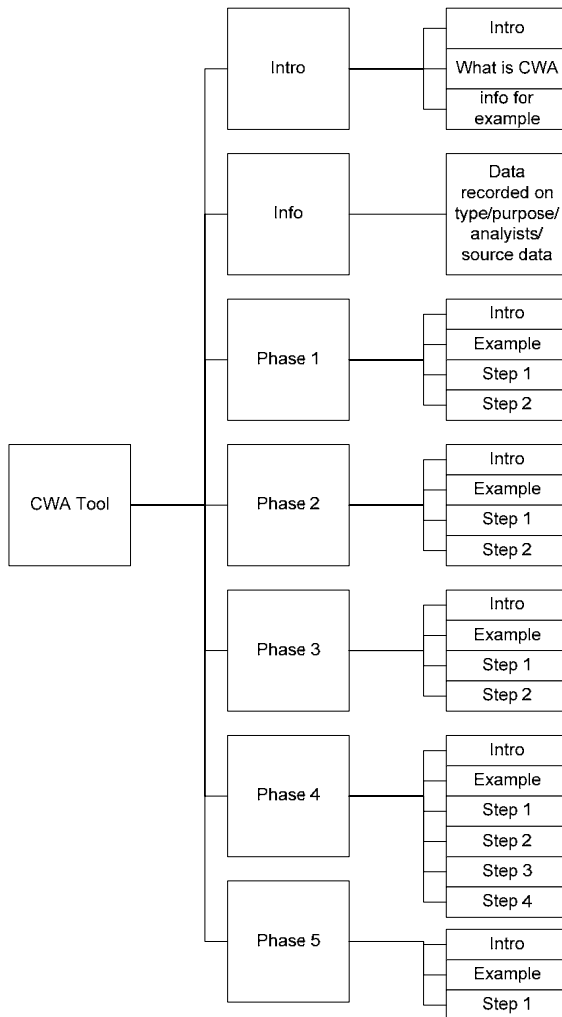 CWA Tool
Intro
Intro
What is CWA
info for
example
Info
Data
recorded on
type/purpose/
analyists/
source data
Phase 1
Intro
Example
Step 1
Step 2
Phase 2
Intro
Example
Step 1
Step 2
Phase 3
Intro
Example
Step 1
Step 2
Phase 4
Intro
Example
Step 1
Step 2
Step 3
Step 4
Phase 5
Intro
Example
Step 1